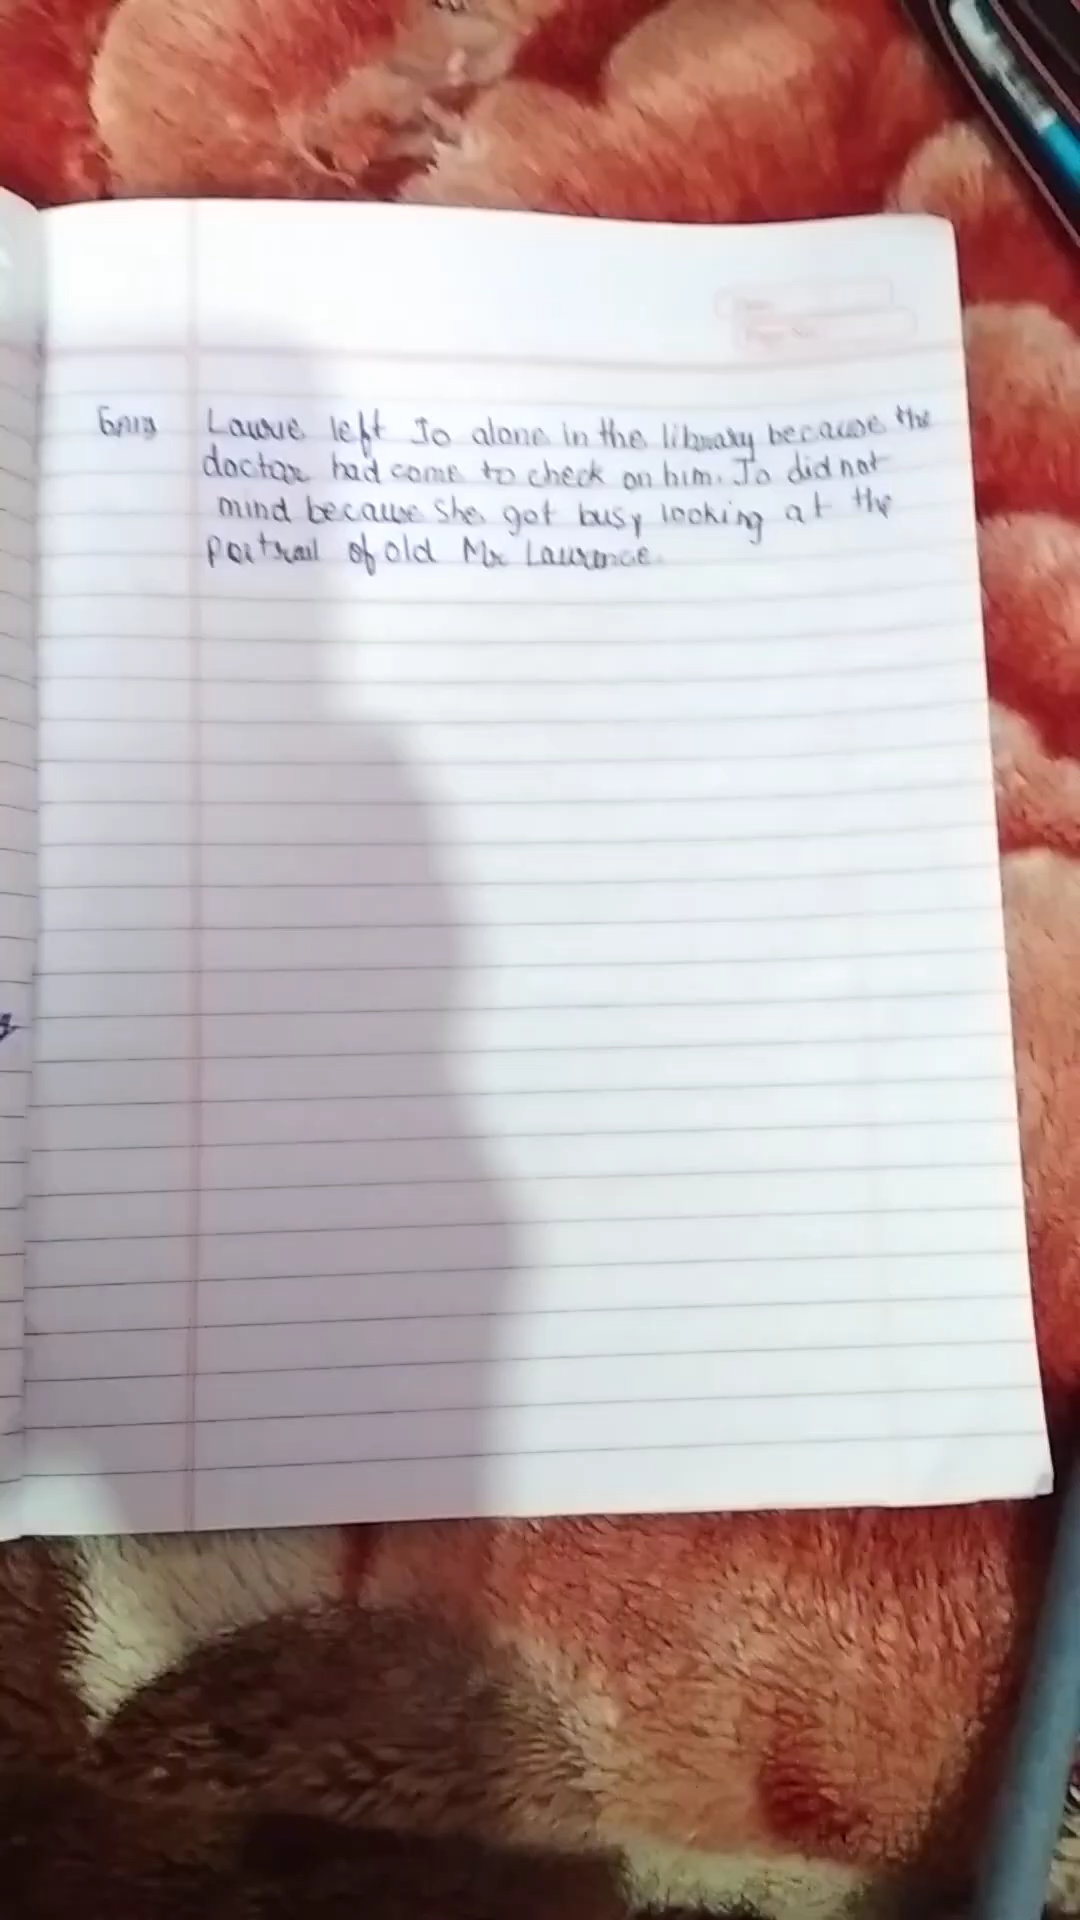 Laurie left Jo alone in the library because the
doctor had come to check on him. Jo did not
mind because she got busy looking at the
portrait of old Mr Laurence.